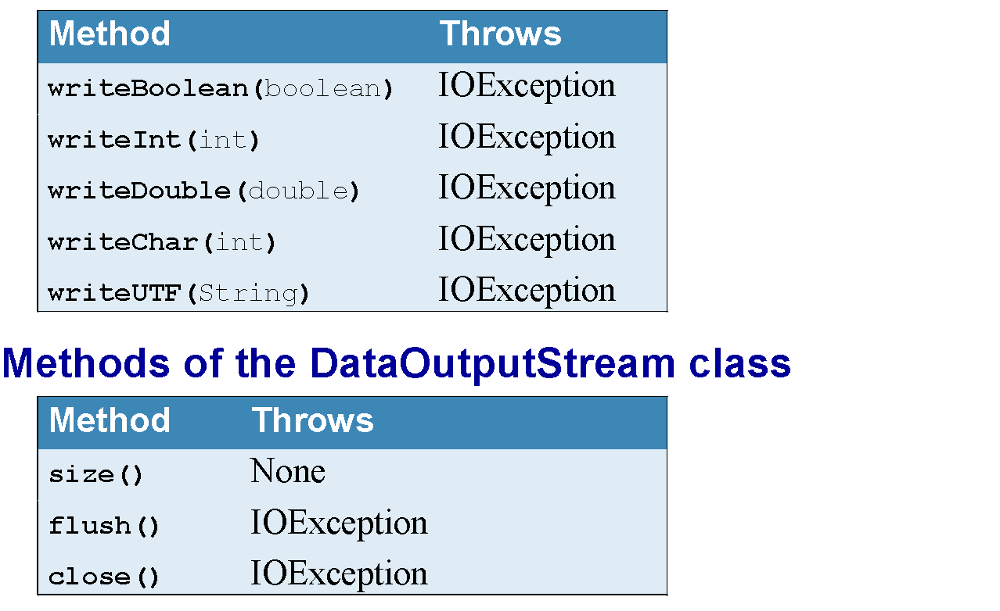 Method Throws
writeBoolean(boolean) IOException
writeInt(int) IOException
writeDouble(double) IOException
writeChar(int) IOException
writeUTF(String) IOException
Methods of the DataOutputStream class
Method Throws
size() None
flush() IOException
close() IOException